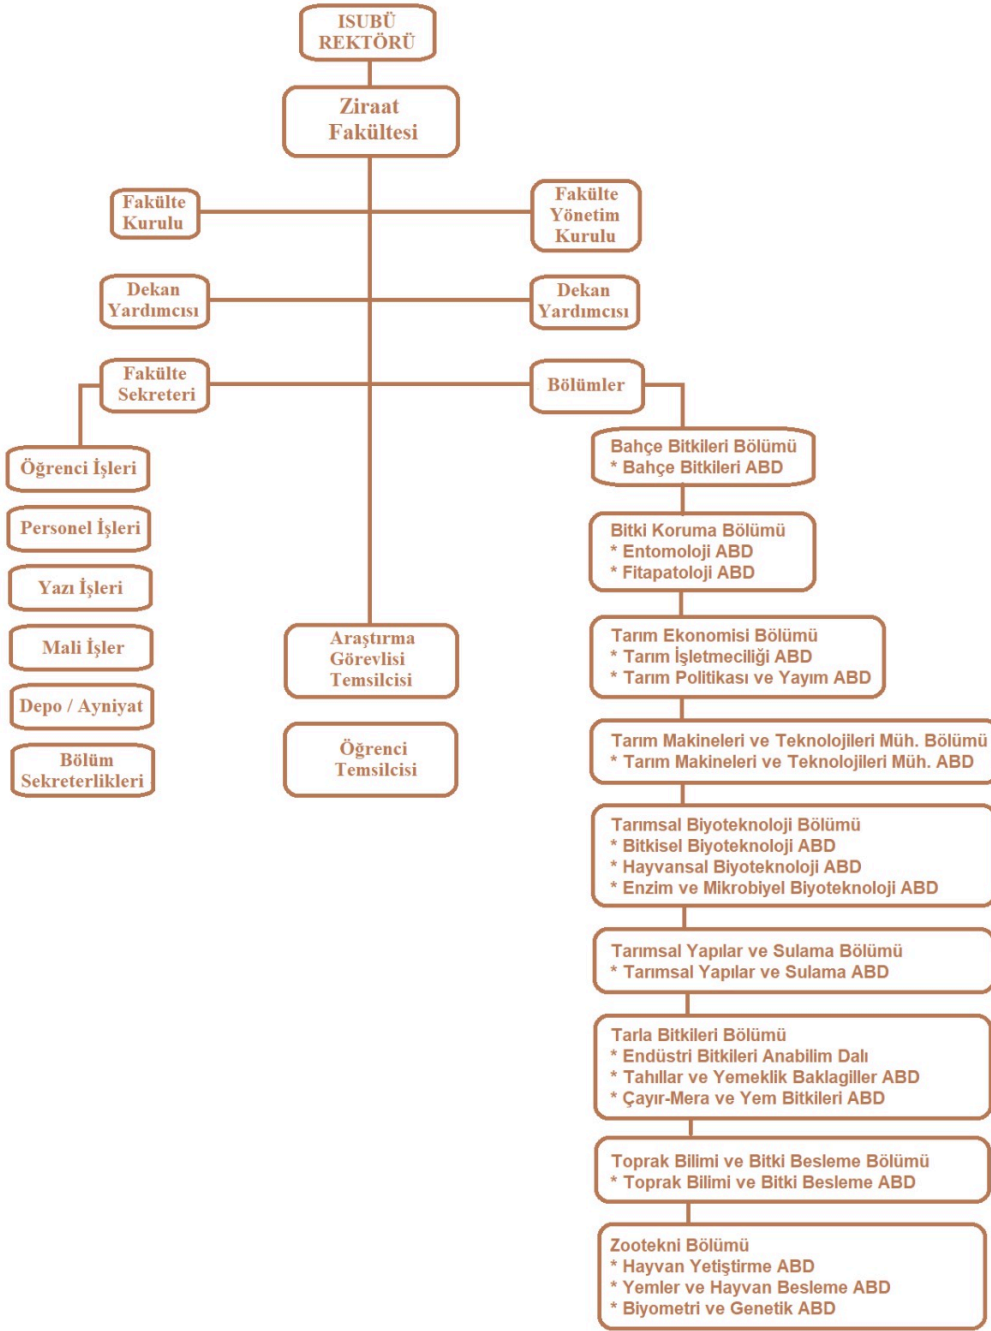 ISUBÜ
REKTÖRÜ
Ziraat
Fakültesi
Fakülte
Kurulu
Fakülte
Yönetim
Kurulu
Dekan
Yardımcısı
Dekan
Yardımcısı
Fakülte
Sekreteri
Bölümler
Öğrenci İşleri
Personel İşleri
Yazı İşleri
Mali İşler
Depo / Ayniyat
Bölüm
Sekreterlikleri
Araştırma
Görevlisi
Temsilcisi
Öğrenci
Temsilcisi
Bahçe Bitkileri Bölümü
* Bahçe Bitkileri ABD
Bitki Koruma Bölümü
* Entomoloji ABD
* Fitapatoloji ABD
Tarım Ekonomisi Bölümü
* Tarım İşletmeciliği ABD
* Tarım Politikası ve Yayım ABD
Tarım Makineleri ve Teknolojileri Müh. Bölümü
* Tarım Makineleri ve Teknolojileri Müh. ABD
Tarımsal Biyoteknoloji Bölümü
* Bitkisel Biyoteknoloji ABD
* Hayvansal Biyoteknoloji ABD
* Enzim ve Mikrobiyel Biyoteknoloji ABD
Tarımsal Yapılar ve Sulama Bölümü
* Tarımsal Yapılar ve Sulama ABD
Tarla Bitkileri Bölümü
* Endüstri Bitkileri Anabilim Dalı
* Tahıllar ve Yemeklik Baklagiller ABD
* Çayır-Mera ve Yem Bitkileri ABD
Toprak Bilimi ve Bitki Besleme Bölümü
* Toprak Bilimi ve Bitki Besleme ABD
Zootekni Bölümü
* Hayvan Yetiştirme ABD
* Yemler ve Hayvan Besleme ABD
* Biyometri ve Genetik ABD